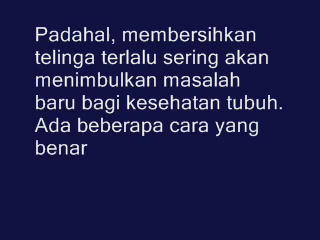 Padahal, membersihkan
telinga terlalu sering akan
menimbulkan masalah
baru bagi kesehatan tubuh.
Ada beberapa cara yang
benar